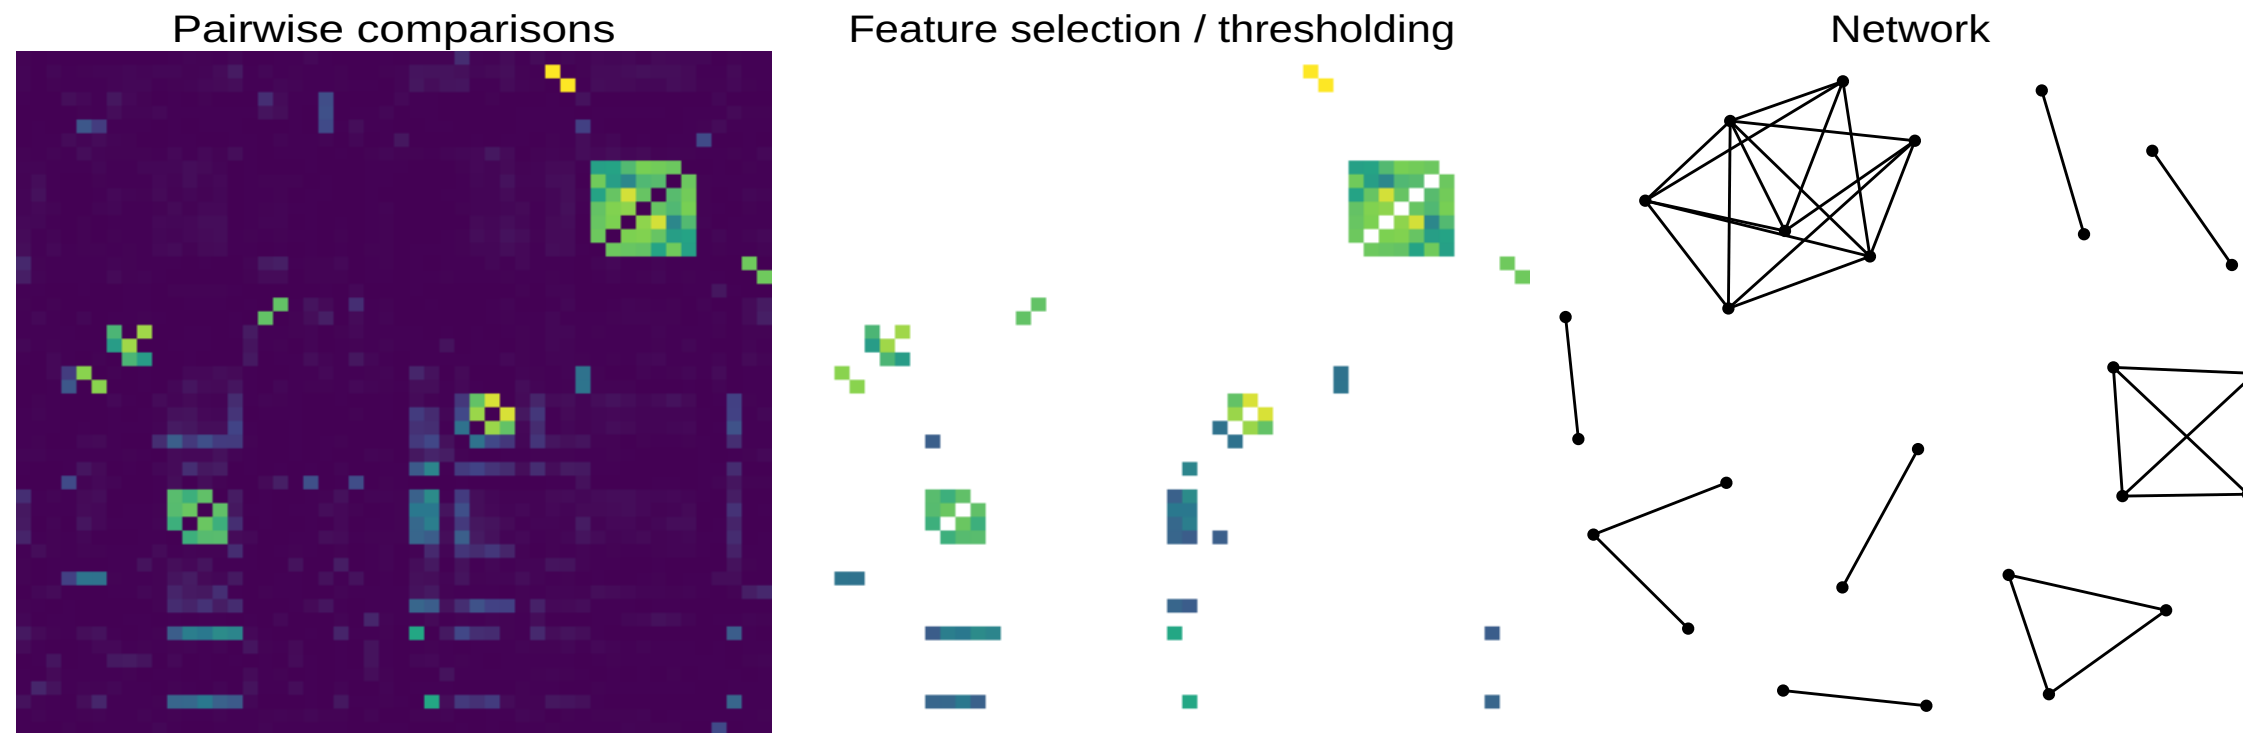 Pairwise comparisons
Feature selection / thresholding
Network